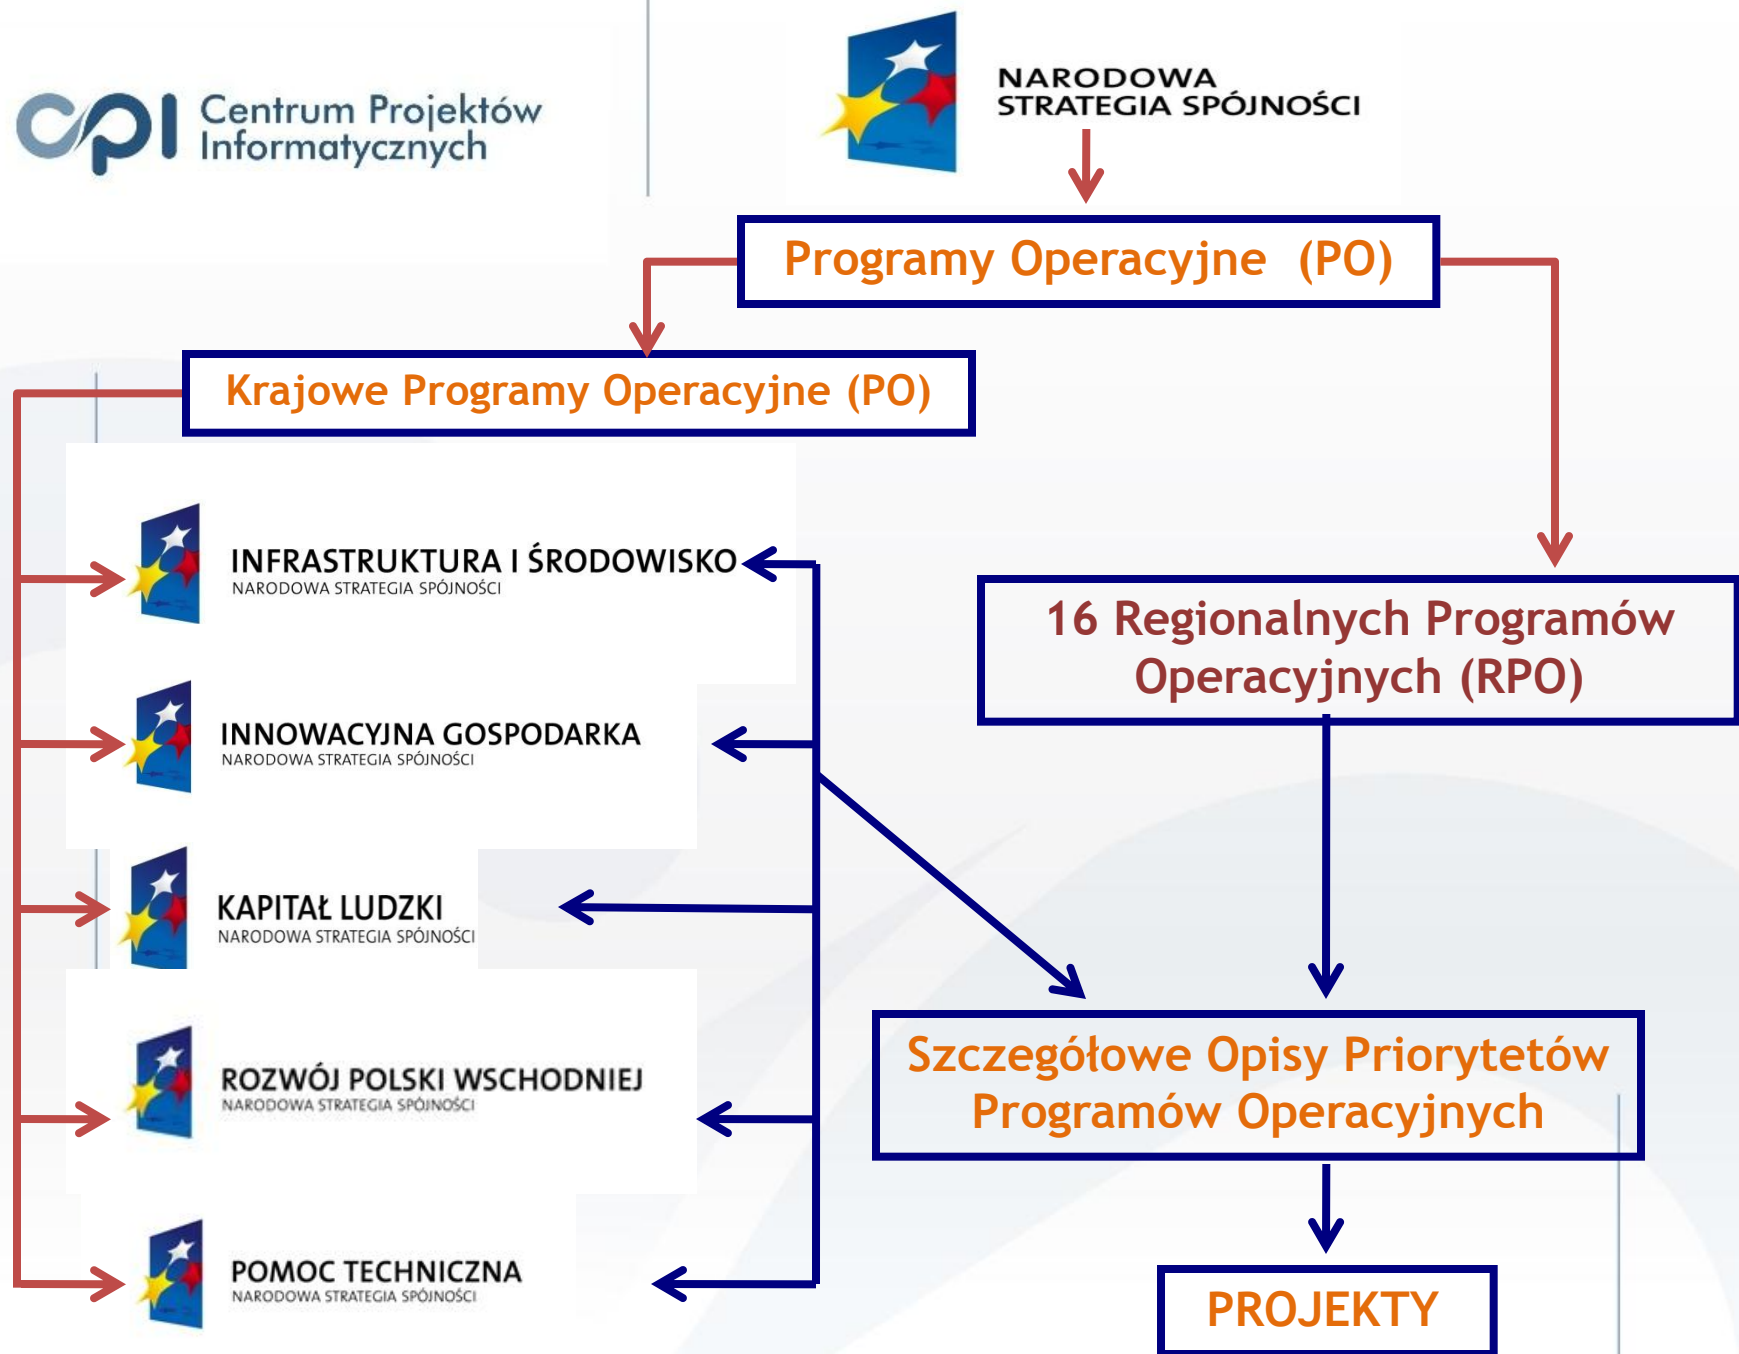 cpi Centrum Projektów
Informatycznych
NARODOWA
STRATEGIA SPÓJNOŚCI
Programy Operacyjne (PO)
Krajowe Programy Operacyjne (PO)
INFRASTRUKTURA I ŚRODOWISKO
NARODOWA STRATEGIA SPÓJNOŚCI
16 Regionalnych Programów
Operacyjnych (RPO)
INNOWACYJNA GOSPODARKA
NARODOWA STRATEGIA SPÓJNOŚCI
KAPITAŁ LUDZKI
NARODOWA STRATEGIA SPÓJNOŚCI
ROZWÓJ POLSKI WSCHODNIEJ
NARODOWA STRATEGIA SPÓJNOŚCI
Szczegółowe Opisy Priorytetów
Programów Operacyjnych
POMOC TECHNICZNA
NARODOWA STRATEGIA SPÓJNOŚCI
PROJEKTY